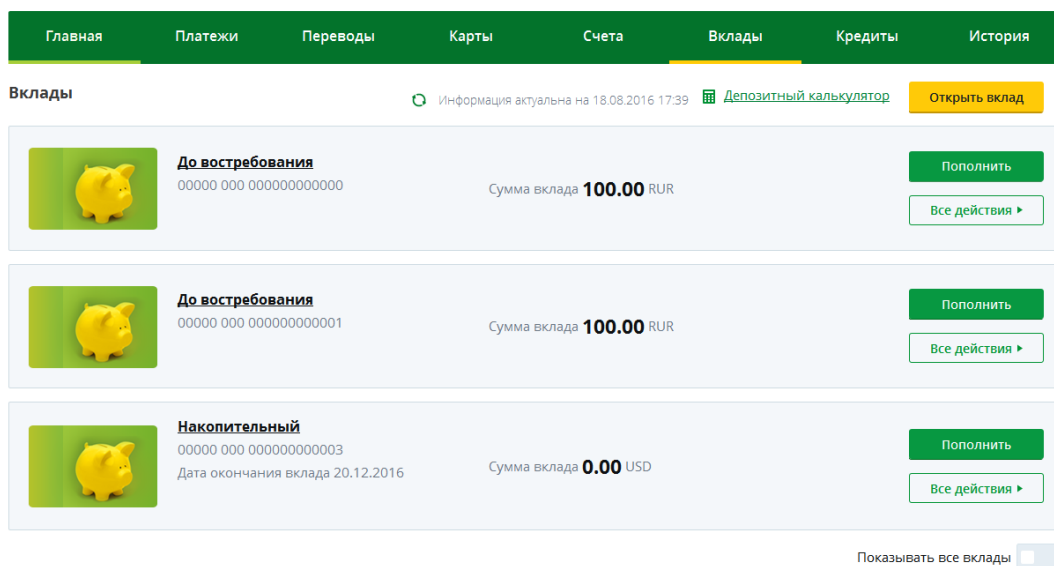 Главная Платежи Переводы Карты Счета Вклады Кредиты История
Вклады Информация актуальна на 18.08.2016 17:39 Депозитный калькулятор Открыть вклад
До востребования
00000 000 000000000000
Сумма вклада 100.00 RUR
Пополнить
Все действия
До востребования
00000 000 000000000001
Сумма вклада 100.00 RUR
Пополнить
Все действия
Накопительный
00000 000 000000000003
Дата окончания вклада 20.12.2016
Сумма вклада 0.00 USD
Пополнить
Все действия
Показывать все вклады